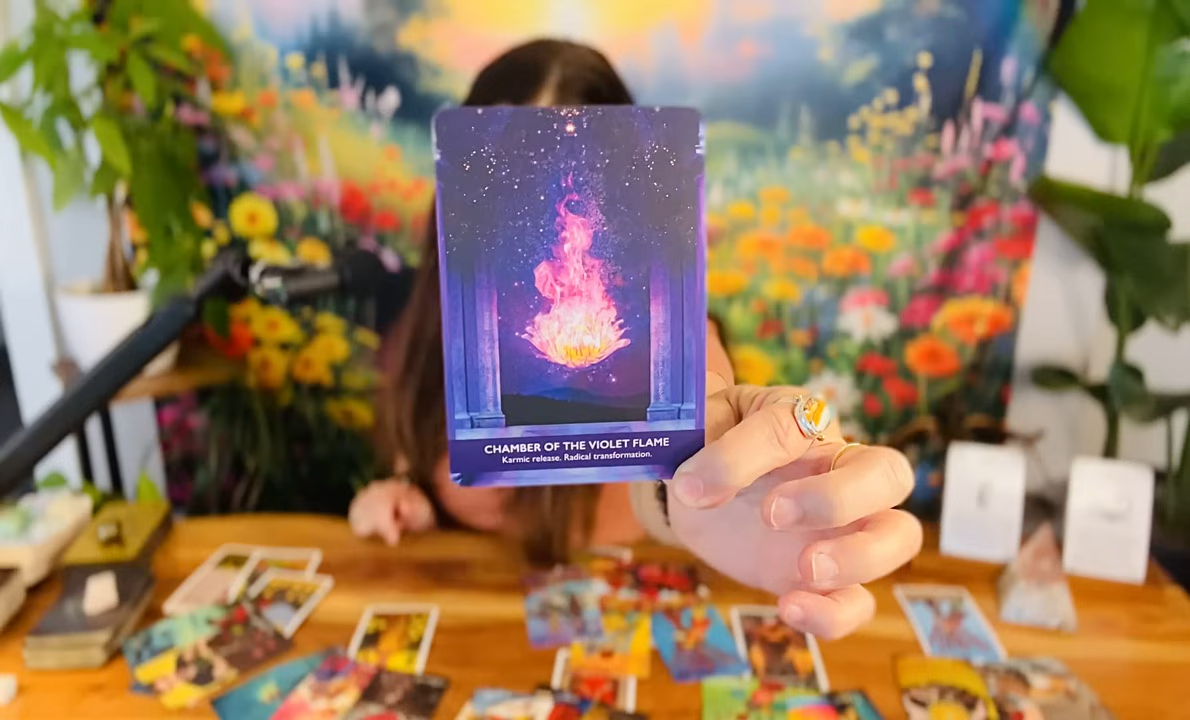 CHAMBER OF THE VIOLET FLAME
Karmic release. Radical transformation.